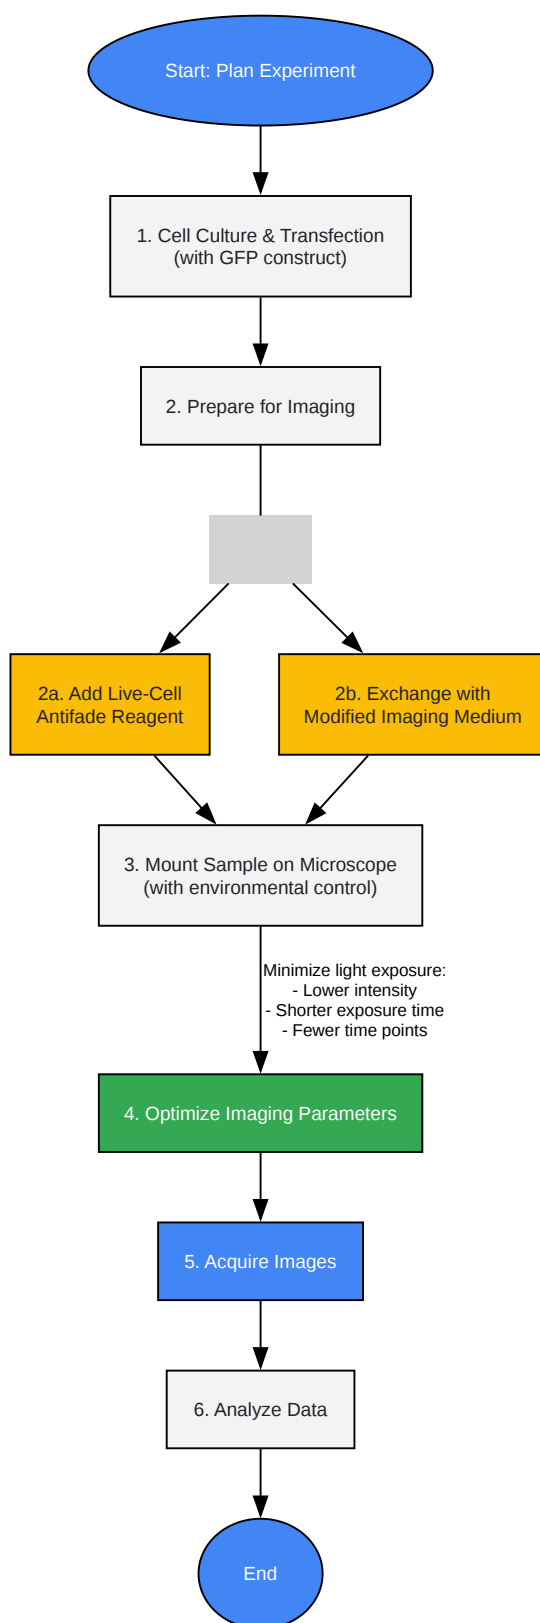 Start: Plan Experiment
1. Cell Culture & Transfection
(with GFP construct)
2. Prepare for Imaging
2a. Add Live-Cell
Antifade Reagent
2b. Exchange with
Modified Imaging Medium
3. Mount Sample on Microscope
(with environmental control)
Minimize light exposure:
- Lower intensity
- Shorter exposure time
- Fewer time points
4. Optimize Imaging Parameters
5. Acquire Images
6. Analyze Data
End